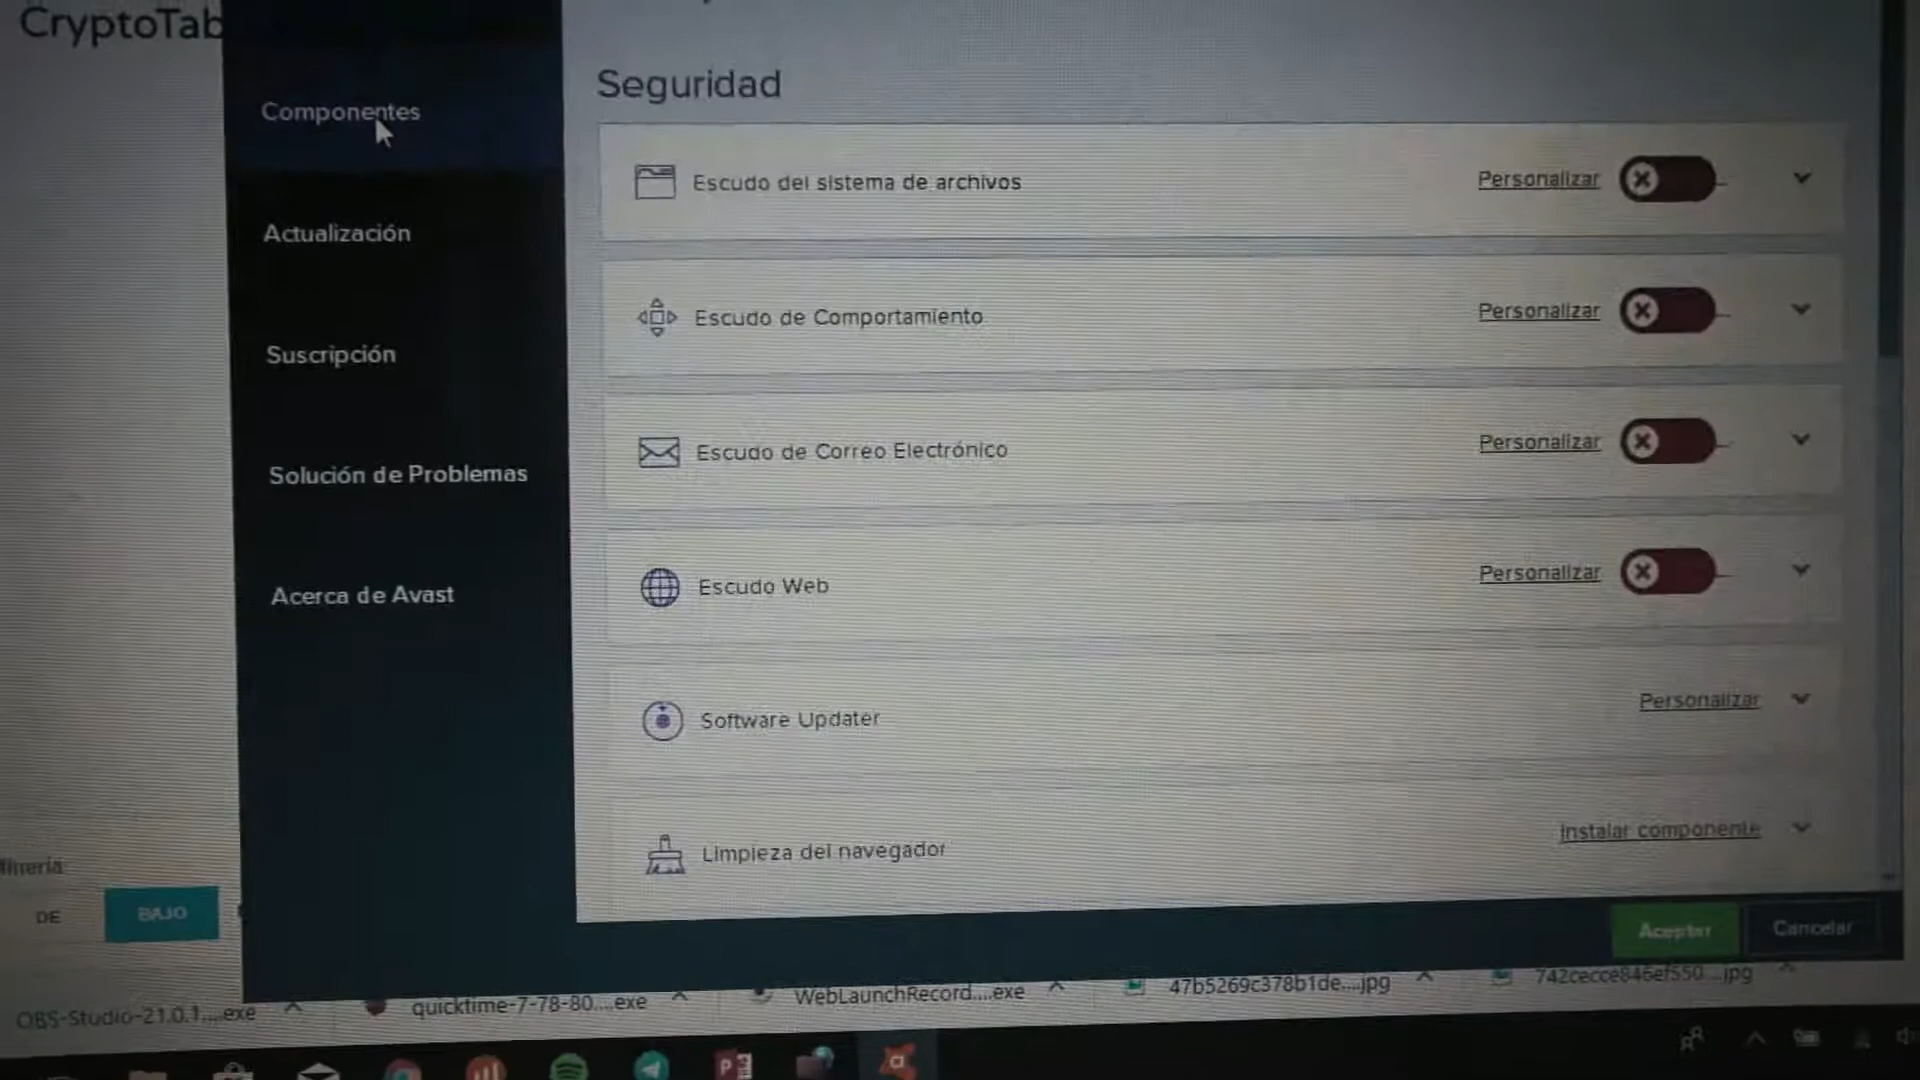 CryptoTab
Componentes
Actualización
Suscripción
Solución de Problemas
Acerca de Avast
Seguridad
Escudo del sistema de archivos
Personalizar
Escudo de Comportamiento
Personalizar
Escudo de Correo Electrónico
Personalizar
Escudo Web
Personalizar
Software Updater
Personalizar
Limpieza del navegador
Instalar componente
DE
BAJO
Aceptar
Cancelar
OBS-Studio-21.0.1....exe
quicktime-7-78-80....exe
WebLaunchRecord....exe
47b5269c378b1de....jpg
742cecce846ef550...jpg